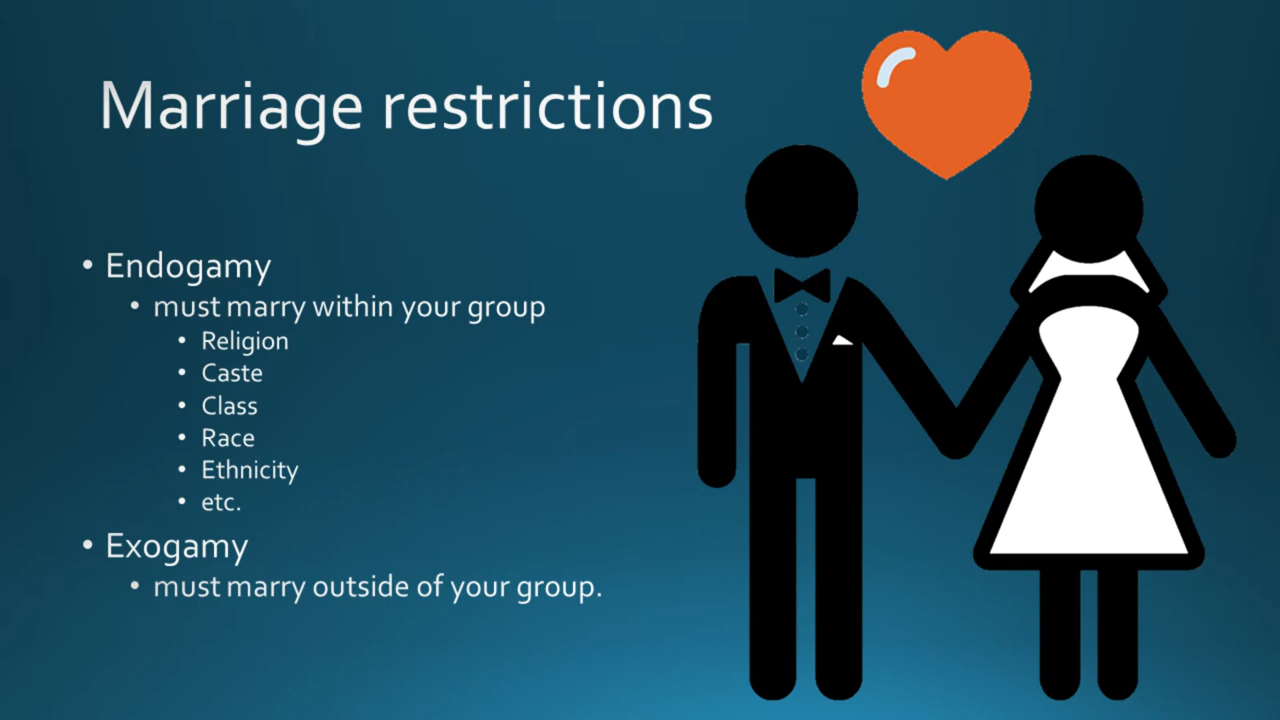 Marriage restrictions
• Endogamy
• must marry within your group
• Religion
• Caste
• Class
• Race
• Ethnicity
• etc.
• Exogamy
• must marry outside of your group.